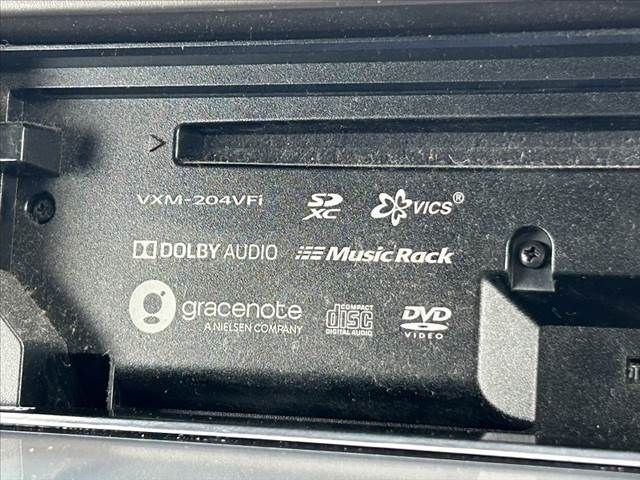 >
VXM-204VFi SD XC VICS®
DOLBY AUDIO Music Rack
gracenote COMPACT disc DIGITAL AUDIO DVD VIDEO
A NIELSEN COMPANY